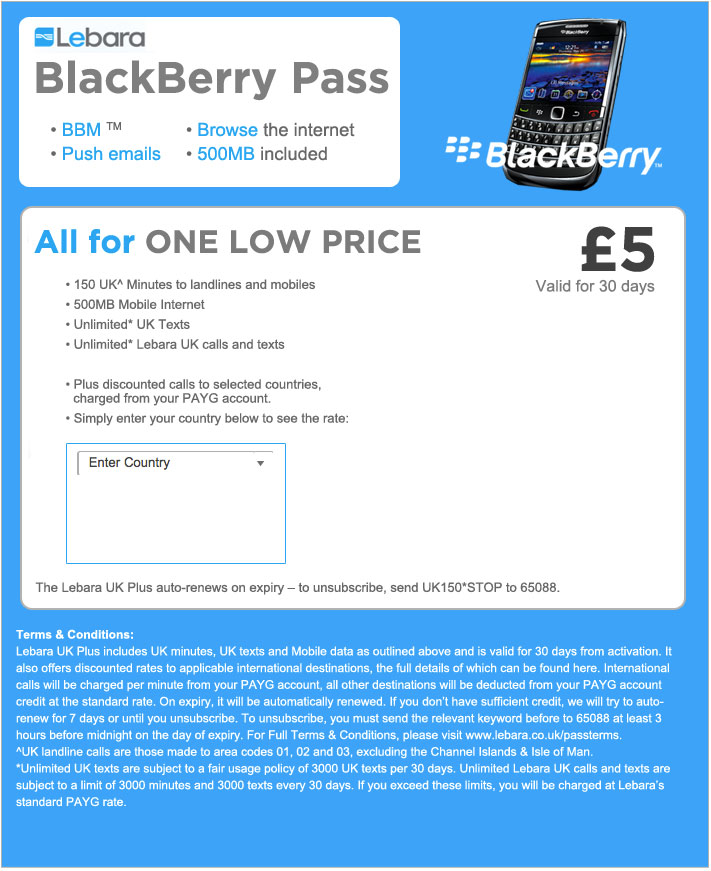 Lebara
BlackBerry Pass
• BBM ™
• Browse the internet
• Push emails
• 500MB included
BlackBerry
BlackBerry™
All for ONE LOW PRICE
£5
Valid for 30 days
• 150 UK^ Minutes to landlines and mobiles
• 500MB Mobile Internet
• Unlimited* UK Texts
• Unlimited* Lebara UK calls and texts
• Plus discounted calls to selected countries,
charged from your PAYG account.
• Simply enter your country below to see the rate:
Enter Country
The Lebara UK Plus auto-renews on expiry – to unsubscribe, send UK150*STOP to 65088.
Terms & Conditions:
Lebara UK Plus includes UK minutes, UK texts and Mobile data as outlined above and is valid for 30 days from activation. It
also offers discounted rates to applicable international destinations, the full details of which can be found here. International
calls will be charged per minute from your PAYG account, all other destinations will be deducted from your PAYG account
credit at the standard rate. On expiry, it will be automatically renewed. If you don’t have sufficient credit, we will try to auto-
renew for 7 days or until you unsubscribe. To unsubscribe, you must send the relevant keyword before to 65088 at least 3
hours before midnight on the day of expiry. For Full Terms & Conditions, please visit www.lebara.co.uk/passterms.
^UK landline calls are those made to area codes 01, 02 and 03, excluding the Channel Islands & Isle of Man.
*Unlimited UK texts are subject to a fair usage policy of 3000 UK texts per 30 days. Unlimited Lebara UK calls and texts are
subject to a limit of 3000 minutes and 3000 texts every 30 days. If you exceed these limits, you will be charged at Lebara’s
standard PAYG rate.